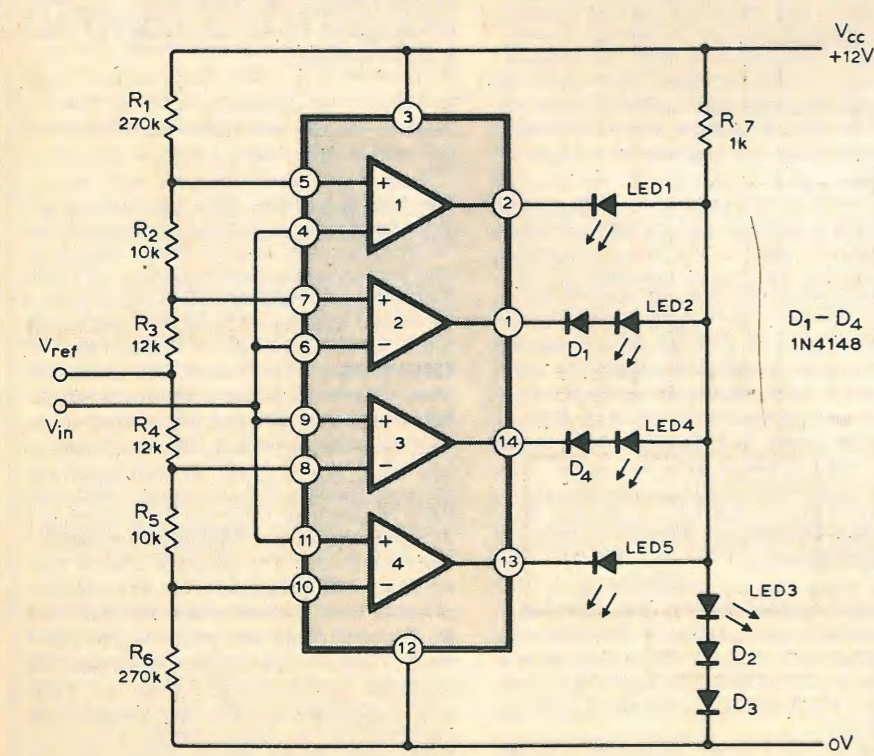 Vcc
+12V
R1
270k
3
R.7
1k
5
+
1
2
LED1
R2
10k
4
−
7
+
2
1
LED2
D1
R3
12k
6
−
D1−D4
1N4148
Vref
Vin
R4
12k
9
+
3
14
LED4
D4
8
−
R5
10k
11
+
4
13
LED5
10
−
LED3
R6
270k
12
D2
D3
0V